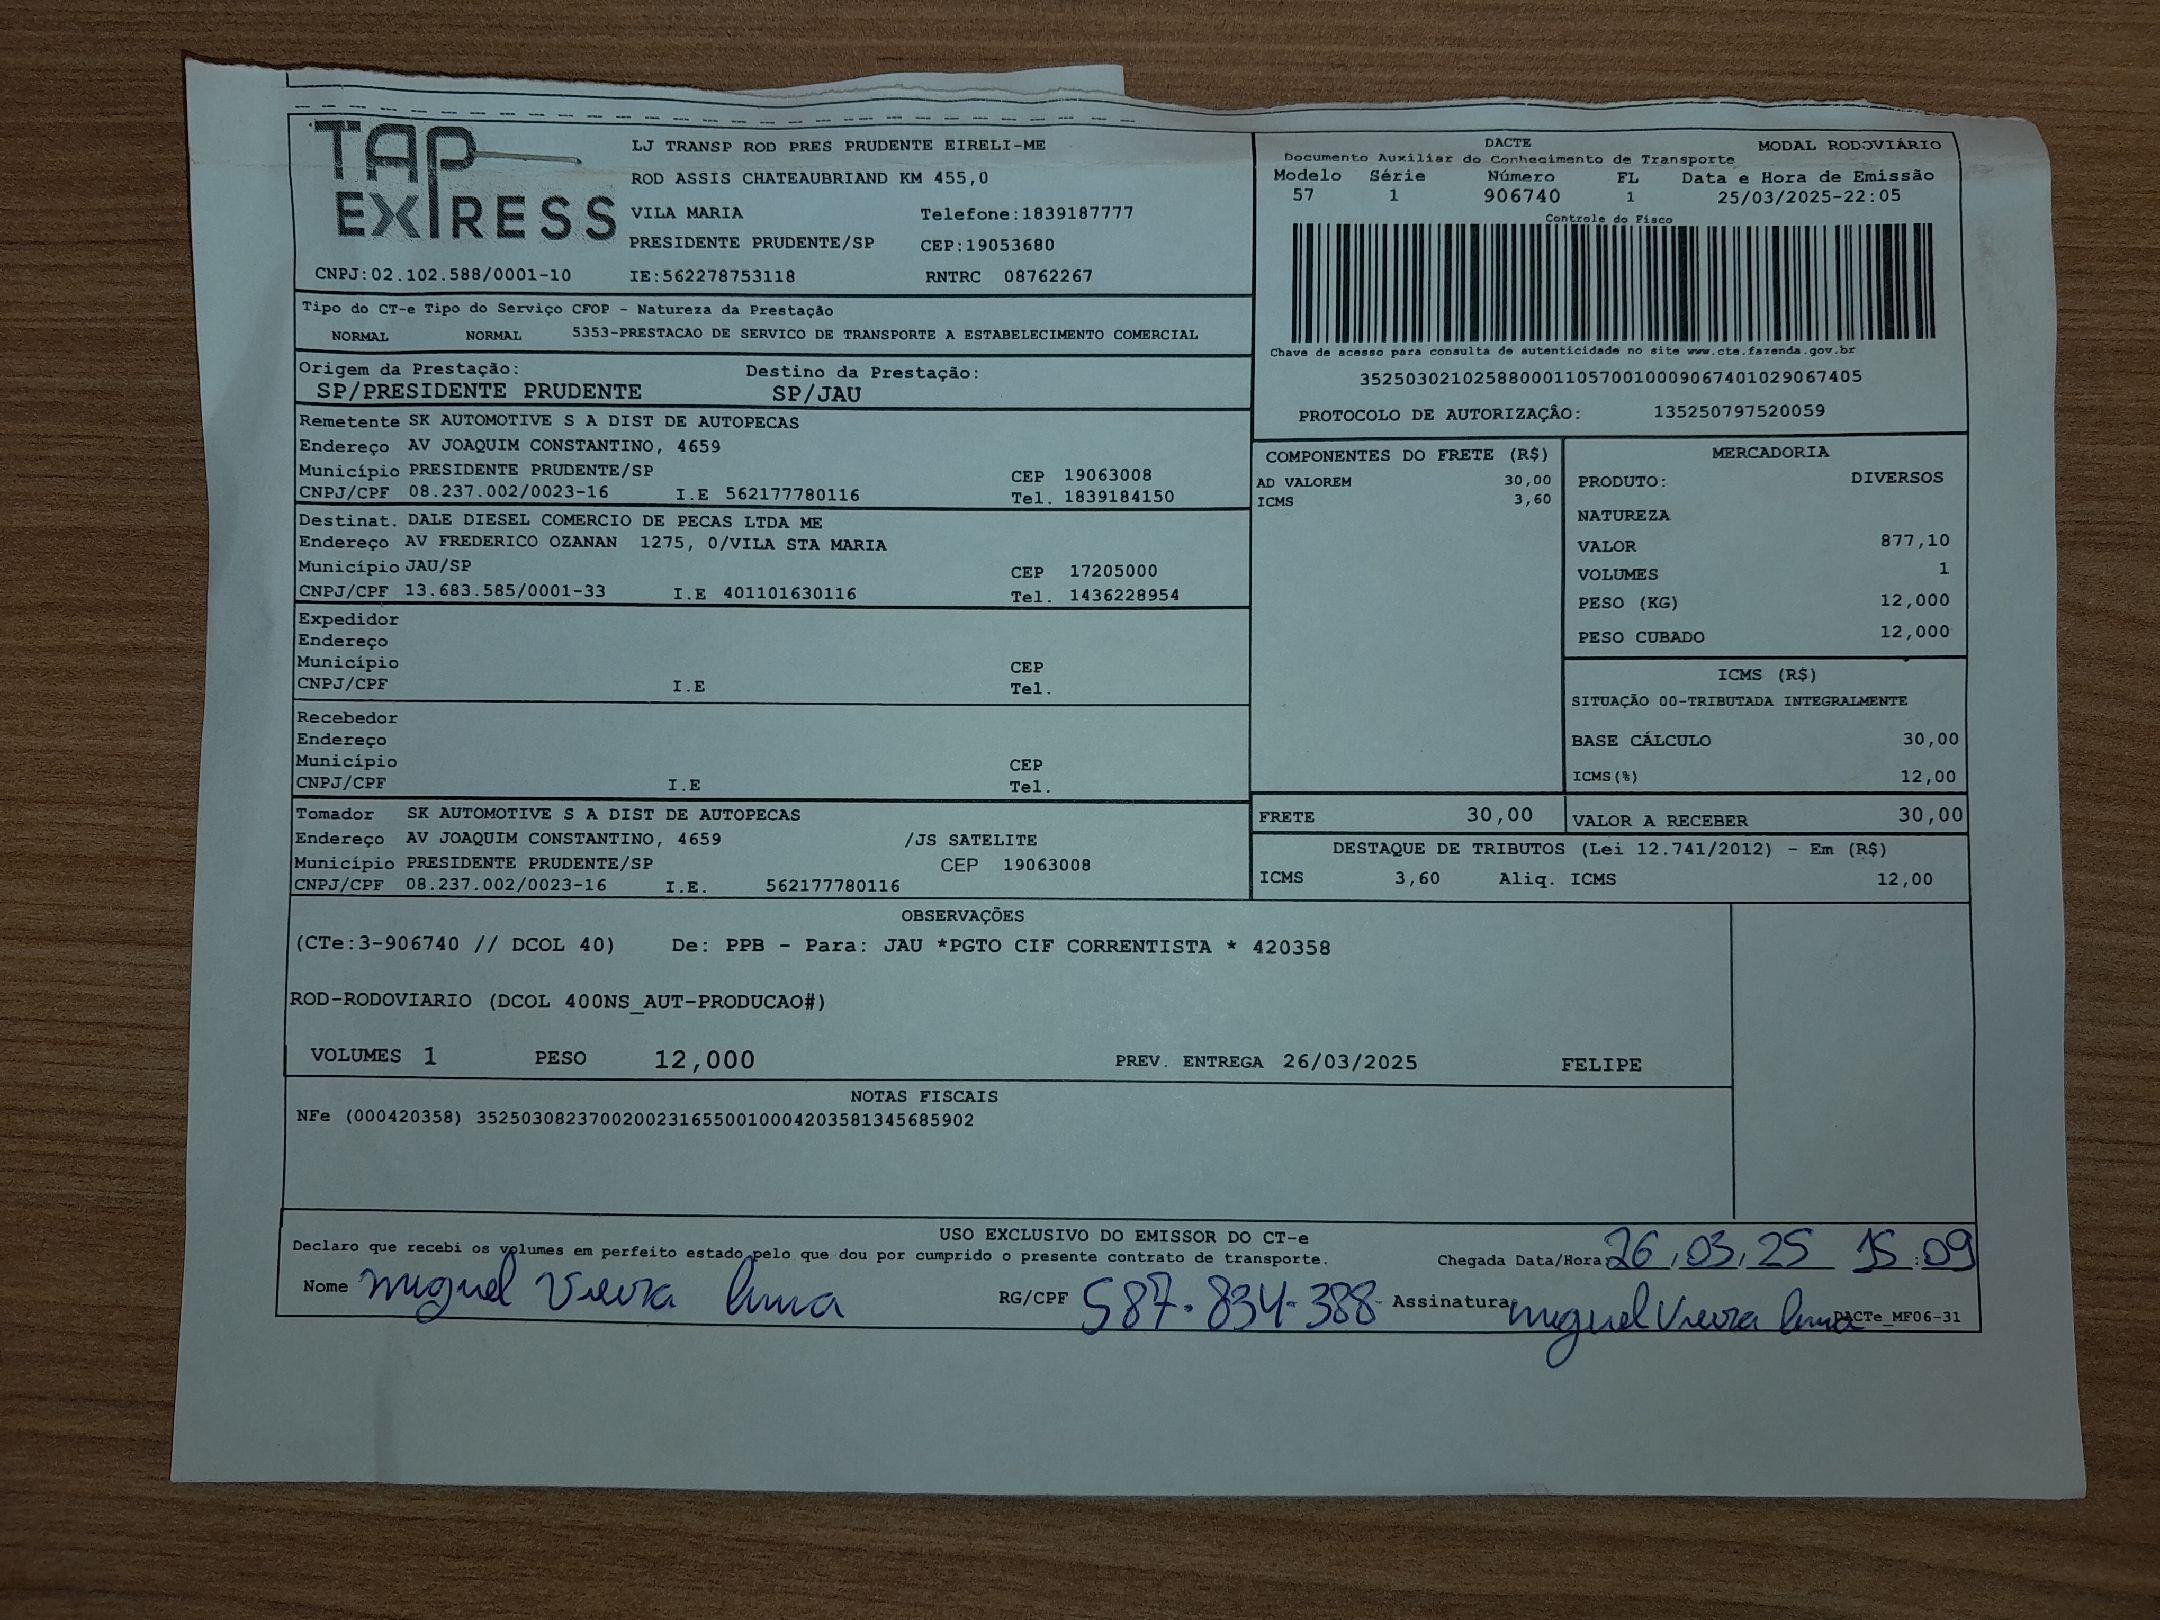 TAP EXPRESS
LJ TRANSP ROD PRES PRUDENTE EIRELI-ME
ROD ASSIS CHATEAUBRIAND KM 455,0
VILA MARIA Telefone:1839187777
PRESIDENTE PRUDENTE/SP CEP:19053680
CNPJ:02.102.588/0001-10 IE:562278753118 RNTRC 08762267
DACTE MODAL RODOVIÁRIO
Documento Auxiliar do Conhecimento de Transporte
Modelo Série Número FL Data e Hora de Emissão
57 1 906740 1 25/03/2025-22:05
Controle do Fisco
Chave de acesso para consulta de autenticidade no site www.cte.fazenda.gov.br
35250302102588000110570010009067401029067405
PROTOCOLO DE AUTORIZAÇÂO: 135250797520059
Tipo do CT-e Tipo do Serviço CFOP - Natureza da Prestação
NORMAL NORMAL 5353-PRESTACAO DE SERVICO DE TRANSPORTE A ESTABELECIMENTO COMERCIAL
Origem da Prestação: Destino da Prestação:
SP/PRESIDENTE PRUDENTE SP/JAU
Remetente SK AUTOMOTIVE S A DIST DE AUTOPECAS
Endereço AV JOAQUIM CONSTANTINO, 4659
Município PRESIDENTE PRUDENTE/SP CEP 19063008
CNPJ/CPF 08.237.002/0023-16 I.E 562177780116 Tel. 1839184150
Destinat. DALE DIESEL COMERCIO DE PECAS LTDA ME
Endereço AV FREDERICO OZANAN 1275, 0/VILA STA MARIA
Município JAU/SP CEP 17205000
CNPJ/CPF 13.683.585/0001-33 I.E 401101630116 Tel. 1436228954
Expedidor
Endereço
Município CEP
CNPJ/CPF I.E Tel.
Recebedor
Endereço
Município CEP
CNPJ/CPF I.E Tel.
Tomador SK AUTOMOTIVE S A DIST DE AUTOPECAS
Endereço AV JOAQUIM CONSTANTINO, 4659 /JS SATELITE
Município PRESIDENTE PRUDENTE/SP CEP 19063008
CNPJ/CPF 08.237.002/0023-16 I.E. 562177780116
COMPONENTES DO FRETE (R$)
AD VALOREM 30,00
ICMS 3,60
MERCADORIA
PRODUTO: DIVERSOS
NATUREZA
VALOR 877,10
VOLUMES 1
PESO (KG) 12,000
PESO CUBADO 12,000
ICMS (R$)
SITUAÇÃO 00-TRIBUTADA INTEGRALMENTE
BASE CÁLCULO 30,00
ICMS(%) 12,00
FRETE 30,00 VALOR A RECEBER 30,00
DESTAQUE DE TRIBUTOS (Lei 12.741/2012) - Em (R$)
ICMS 3,60 Aliq. ICMS 12,00
OBSERVAÇÕES
(CTe:3-906740 // DCOL 40) De: PPB - Para: JAU *PGTO CIF CORRENTISTA * 420358
ROD-RODOVIARIO (DCOL 400NS_AUT-PRODUCAO#)
VOLUMES 1 PESO 12,000 PREV. ENTREGA 26/03/2025 FELIPE
NOTAS FISCAIS
NFe (000420358) 35250308237002002316550010004203581345685902
USO EXCLUSIVO DO EMISSOR DO CT-e
Declaro que recebi os volumes em perfeito estado pelo que dou por cumprido o presente contrato de transporte. Chegada Data/Hora 26,03,25 15:09
Nome Miguel Vieira Lima RG/CPF 587.834.388 Assinatura Miguel Vieira Lima DACTe_MF06-31